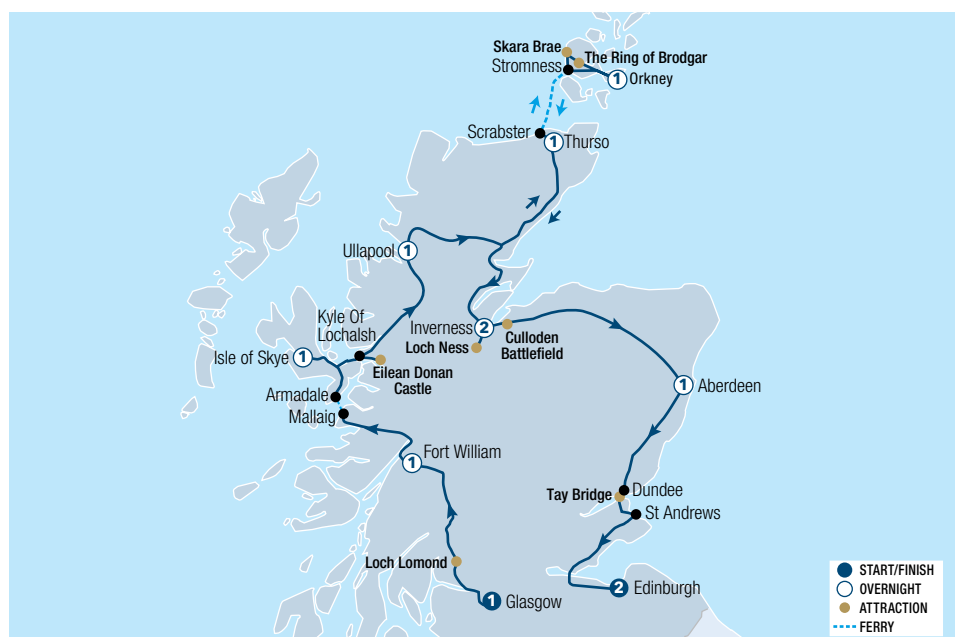 Skara Brae
The Ring of Brodgar
Stromness
1
Orkney
Scrabster
1
Thurso
Ullapool
1
Kyle Of
Lochalsh
Inverness
2
Culloden
Battlefield
Loch Ness
Isle of Skye
1
Eilean Donan
Castle
1
Aberdeen
Armadale
Mallaig
Fort William
1
Dundee
Tay Bridge
St Andrews
Loch Lomond
1
Glasgow
2
Edinburgh
START/FINISH
OVERNIGHT
ATTRACTION
FERRY